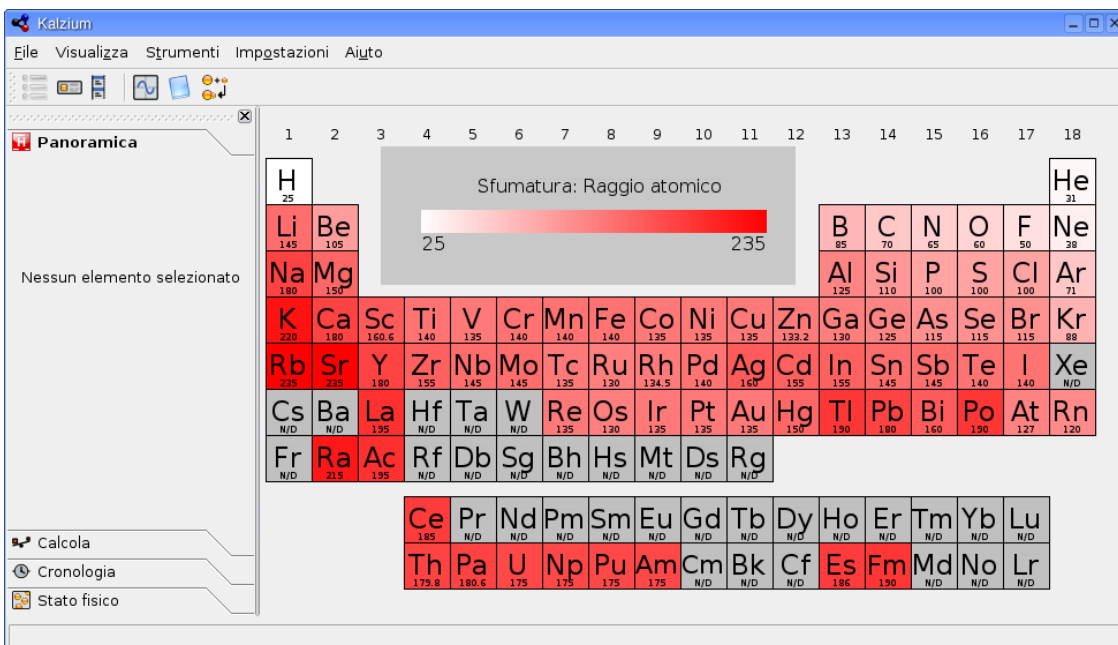 Kalzium
File Visualizza Strumenti Impostazioni Aiuto
Panoramica
Nessun elemento selezionato
Calcola
Cronologia
Stato fisico
1 2 3 4 5 6 7 8 9 10 11 12 13 14 15 16 17 18
Sfumatura: Raggio atomico
25 235
H He
25 31
Li Be B C N O F Ne
145 105 85 70 65 60 50 38
Na Mg Al Si P S Cl Ar
180 150 125 110 100 100 100 71
K Ca Sc Ti V Cr Mn Fe Co Ni Cu Zn Ga Ge As Se Br Kr
220 180 160.6 140 135 140 140 140 135 135 135 133.2 130 125 115 115 115 88
Rb Sr Y Zr Nb Mo Tc Ru Rh Pd Ag Cd In Sn Sb Te I Xe
235 235 180 155 145 145 135 130 134.5 140 160 155 155 145 145 140 140 N/D
Cs Ba La Hf Ta W Re Os Ir Pt Au Hg Tl Pb Bi Po At Rn
N/D N/D 195 N/D N/D N/D 135 130 135 135 135 150 190 180 160 190 127 120
Fr Ra Ac Rf Db Sg Bh Hs Mt Ds Rg
N/D 215 195 N/D N/D N/D N/D N/D N/D N/D N/D
Ce Pr Nd Pm Sm Eu Gd Tb Dy Ho Er Tm Yb Lu
185 N/D N/D N/D N/D N/D N/D N/D N/D N/D N/D N/D N/D N/D
Th Pa U Np Pu Am Cm Bk Cf Es Fm Md No Lr
179.8 180.6 175 175 175 175 N/D N/D N/D 186 190 N/D N/D N/D